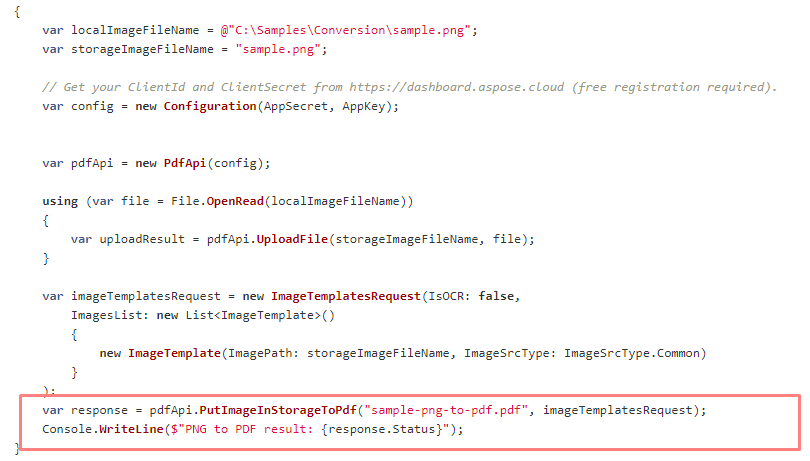 {
var localImageFileName = @"C:\Samples\Conversion\sample.png";
var storageImageFileName = "sample.png";
// Get your ClientId and ClientSecret from https://dashboard.aspose.cloud (free registration required).
var config = new Configuration(AppSecret, AppKey);
var pdfApi = new PdfApi(config);
using (var file = File.OpenRead(localImageFileName))
{
var uploadResult = pdfApi.UploadFile(storageImageFileName, file);
}
var imageTemplatesRequest = new ImageTemplatesRequest(IsOCR: false,
ImagesList: new List<ImageTemplate>()
{
new ImageTemplate(ImagePath: storageImageFileName, ImageSrcType: ImageSrcType.Common)
}
);
var response = pdfApi.PutImageInStorageToPdf("sample-png-to-pdf.pdf", imageTemplatesRequest);
Console.WriteLine($"PNG to PDF result: {response.Status}");
}